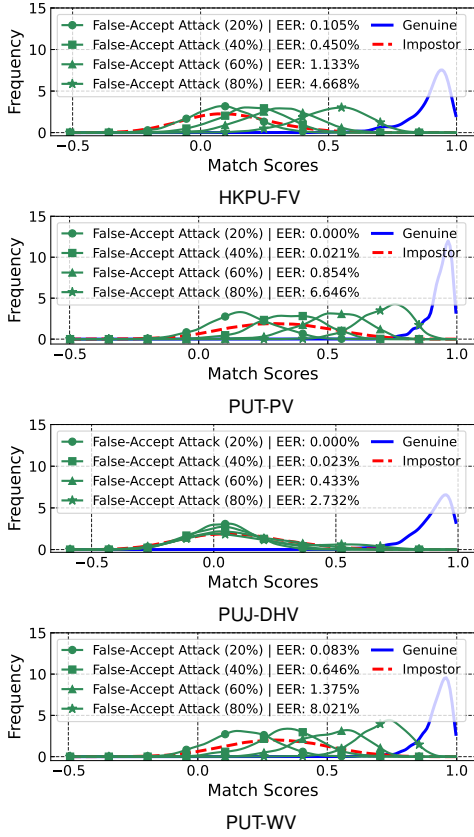 15
10
5
0
Frequency
False-Accept Attack (20%) | EER: 0.105%
False-Accept Attack (40%) | EER: 0.450%
False-Accept Attack (60%) | EER: 1.133%
False-Accept Attack (80%) | EER: 4.668%
Genuine
Impostor
−0.5 0.0 0.5 1.0
Match Scores
HKPU-FV
15
10
5
0
Frequency
False-Accept Attack (20%) | EER: 0.000%
False-Accept Attack (40%) | EER: 0.021%
False-Accept Attack (60%) | EER: 0.854%
False-Accept Attack (80%) | EER: 6.646%
Genuine
Impostor
−0.5 0.0 0.5 1.0
Match Scores
PUT-PV
15
10
5
0
Frequency
False-Accept Attack (20%) | EER: 0.000%
False-Accept Attack (40%) | EER: 0.023%
False-Accept Attack (60%) | EER: 0.433%
False-Accept Attack (80%) | EER: 2.732%
Genuine
Impostor
−0.5 0.0 0.5 1.0
Match Scores
PUJ-DHV
15
10
5
0
Frequency
False-Accept Attack (20%) | EER: 0.083%
False-Accept Attack (40%) | EER: 0.646%
False-Accept Attack (60%) | EER: 1.375%
False-Accept Attack (80%) | EER: 8.021%
Genuine
Impostor
−0.5 0.0 0.5 1.0
Match Scores
PUT-WV